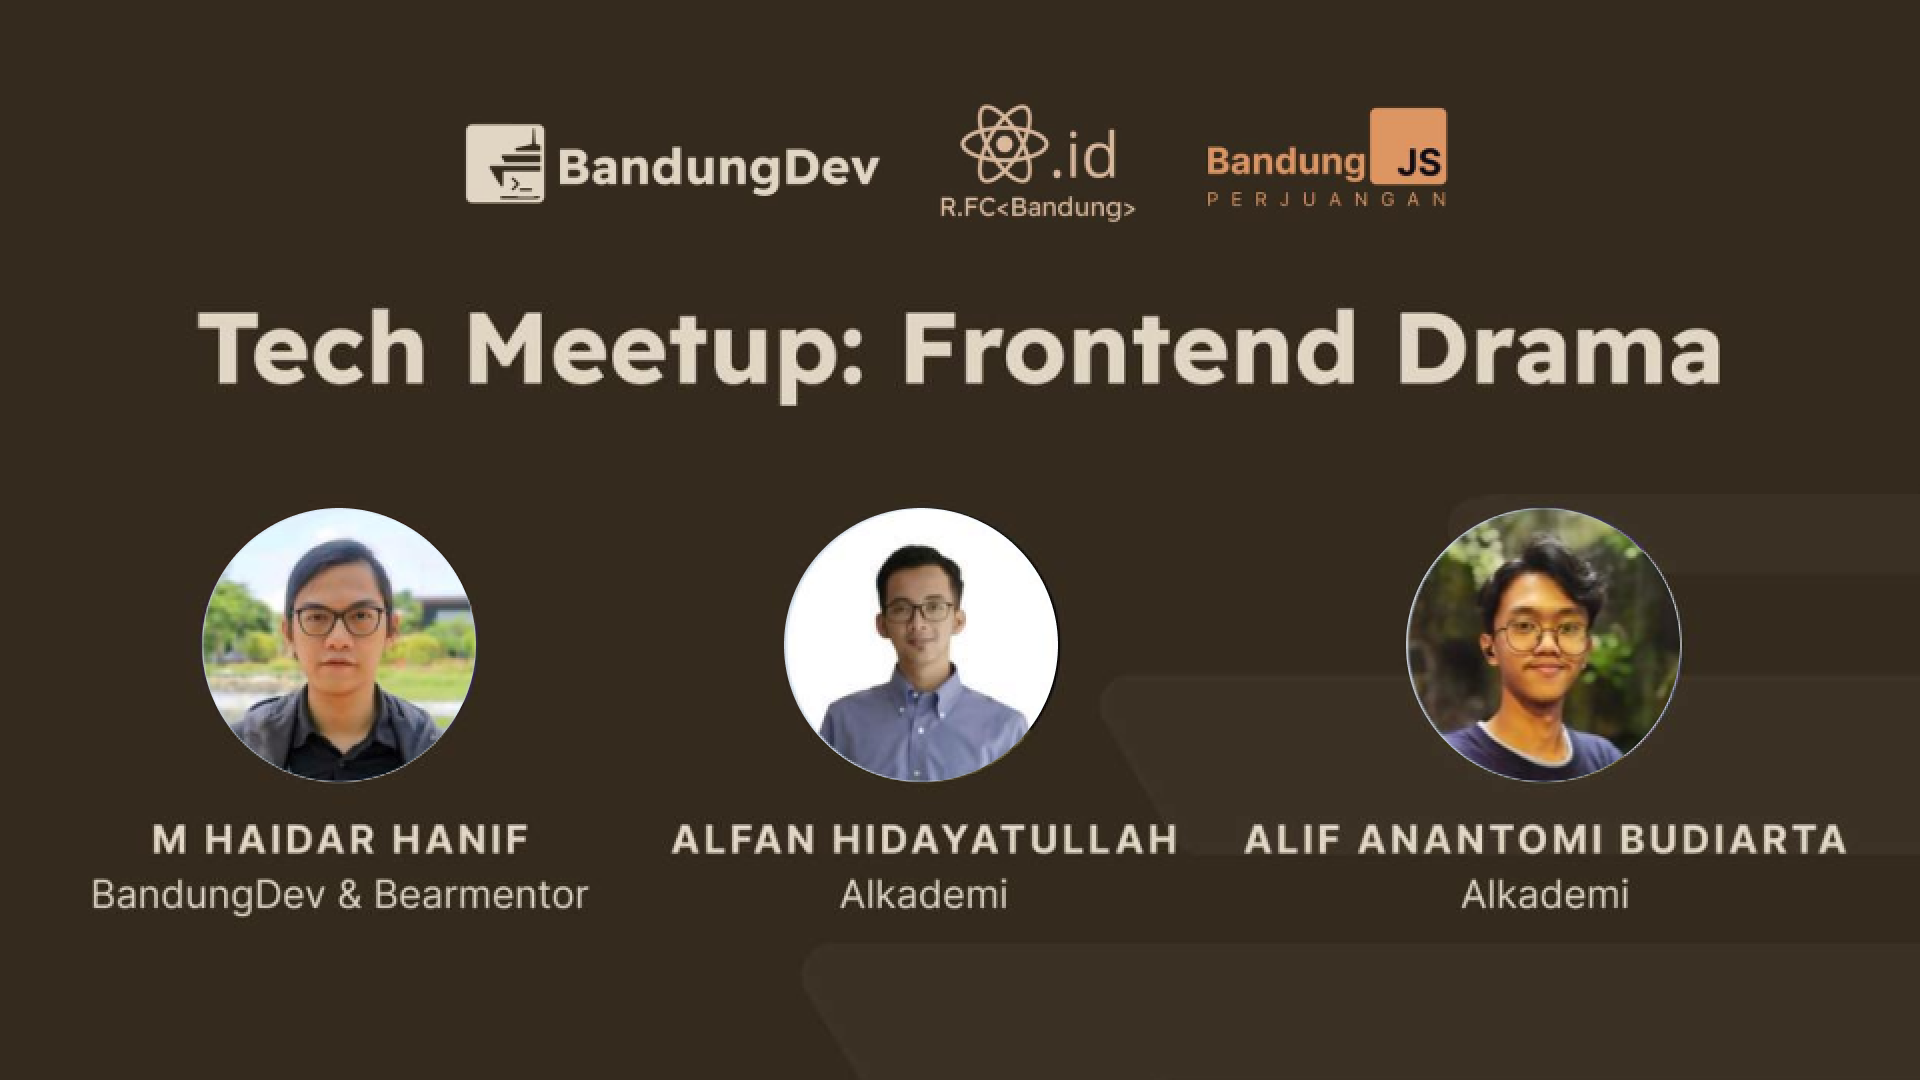 BandungDev
.id
R.FC<Bandung>
Bandung JS
PERJUANGAN
Tech Meetup: Frontend Drama
M HAIDAR HANIF
BandungDev & Bearmentor
ALFAN HIDAYATULLAH
Alkademi
ALIF ANANTOMI BUDIARTA
Alkademi